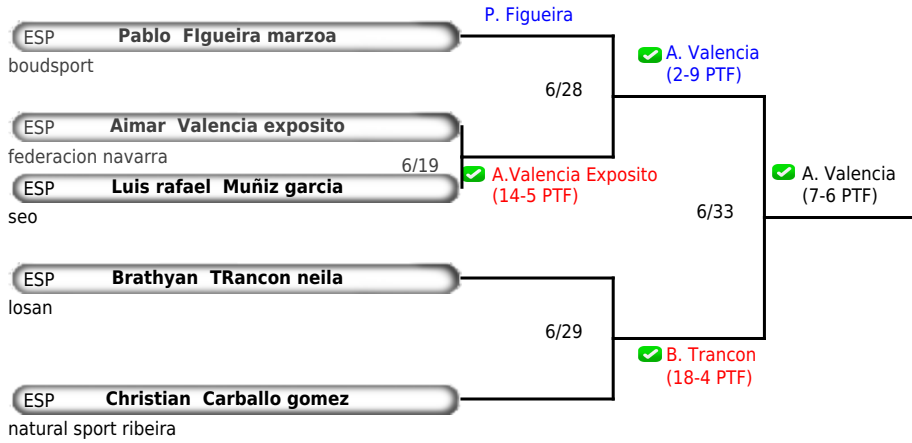 P. Figueira
ESP Pablo FIgueira marzoa
boudsport
A. Valencia
(2-9 PTF)
6/28
ESP Aimar Valencia exposito
federacion navarra
6/19
A.Valencia Exposito
(14-5 PTF)
ESP Luis rafael Muñiz garcia
seo
A. Valencia
(7-6 PTF)
6/33
ESP Brathyan TRancon neila
losan
6/29
B. Trancon
(18-4 PTF)
ESP Christian Carballo gomez
natural sport ribeira